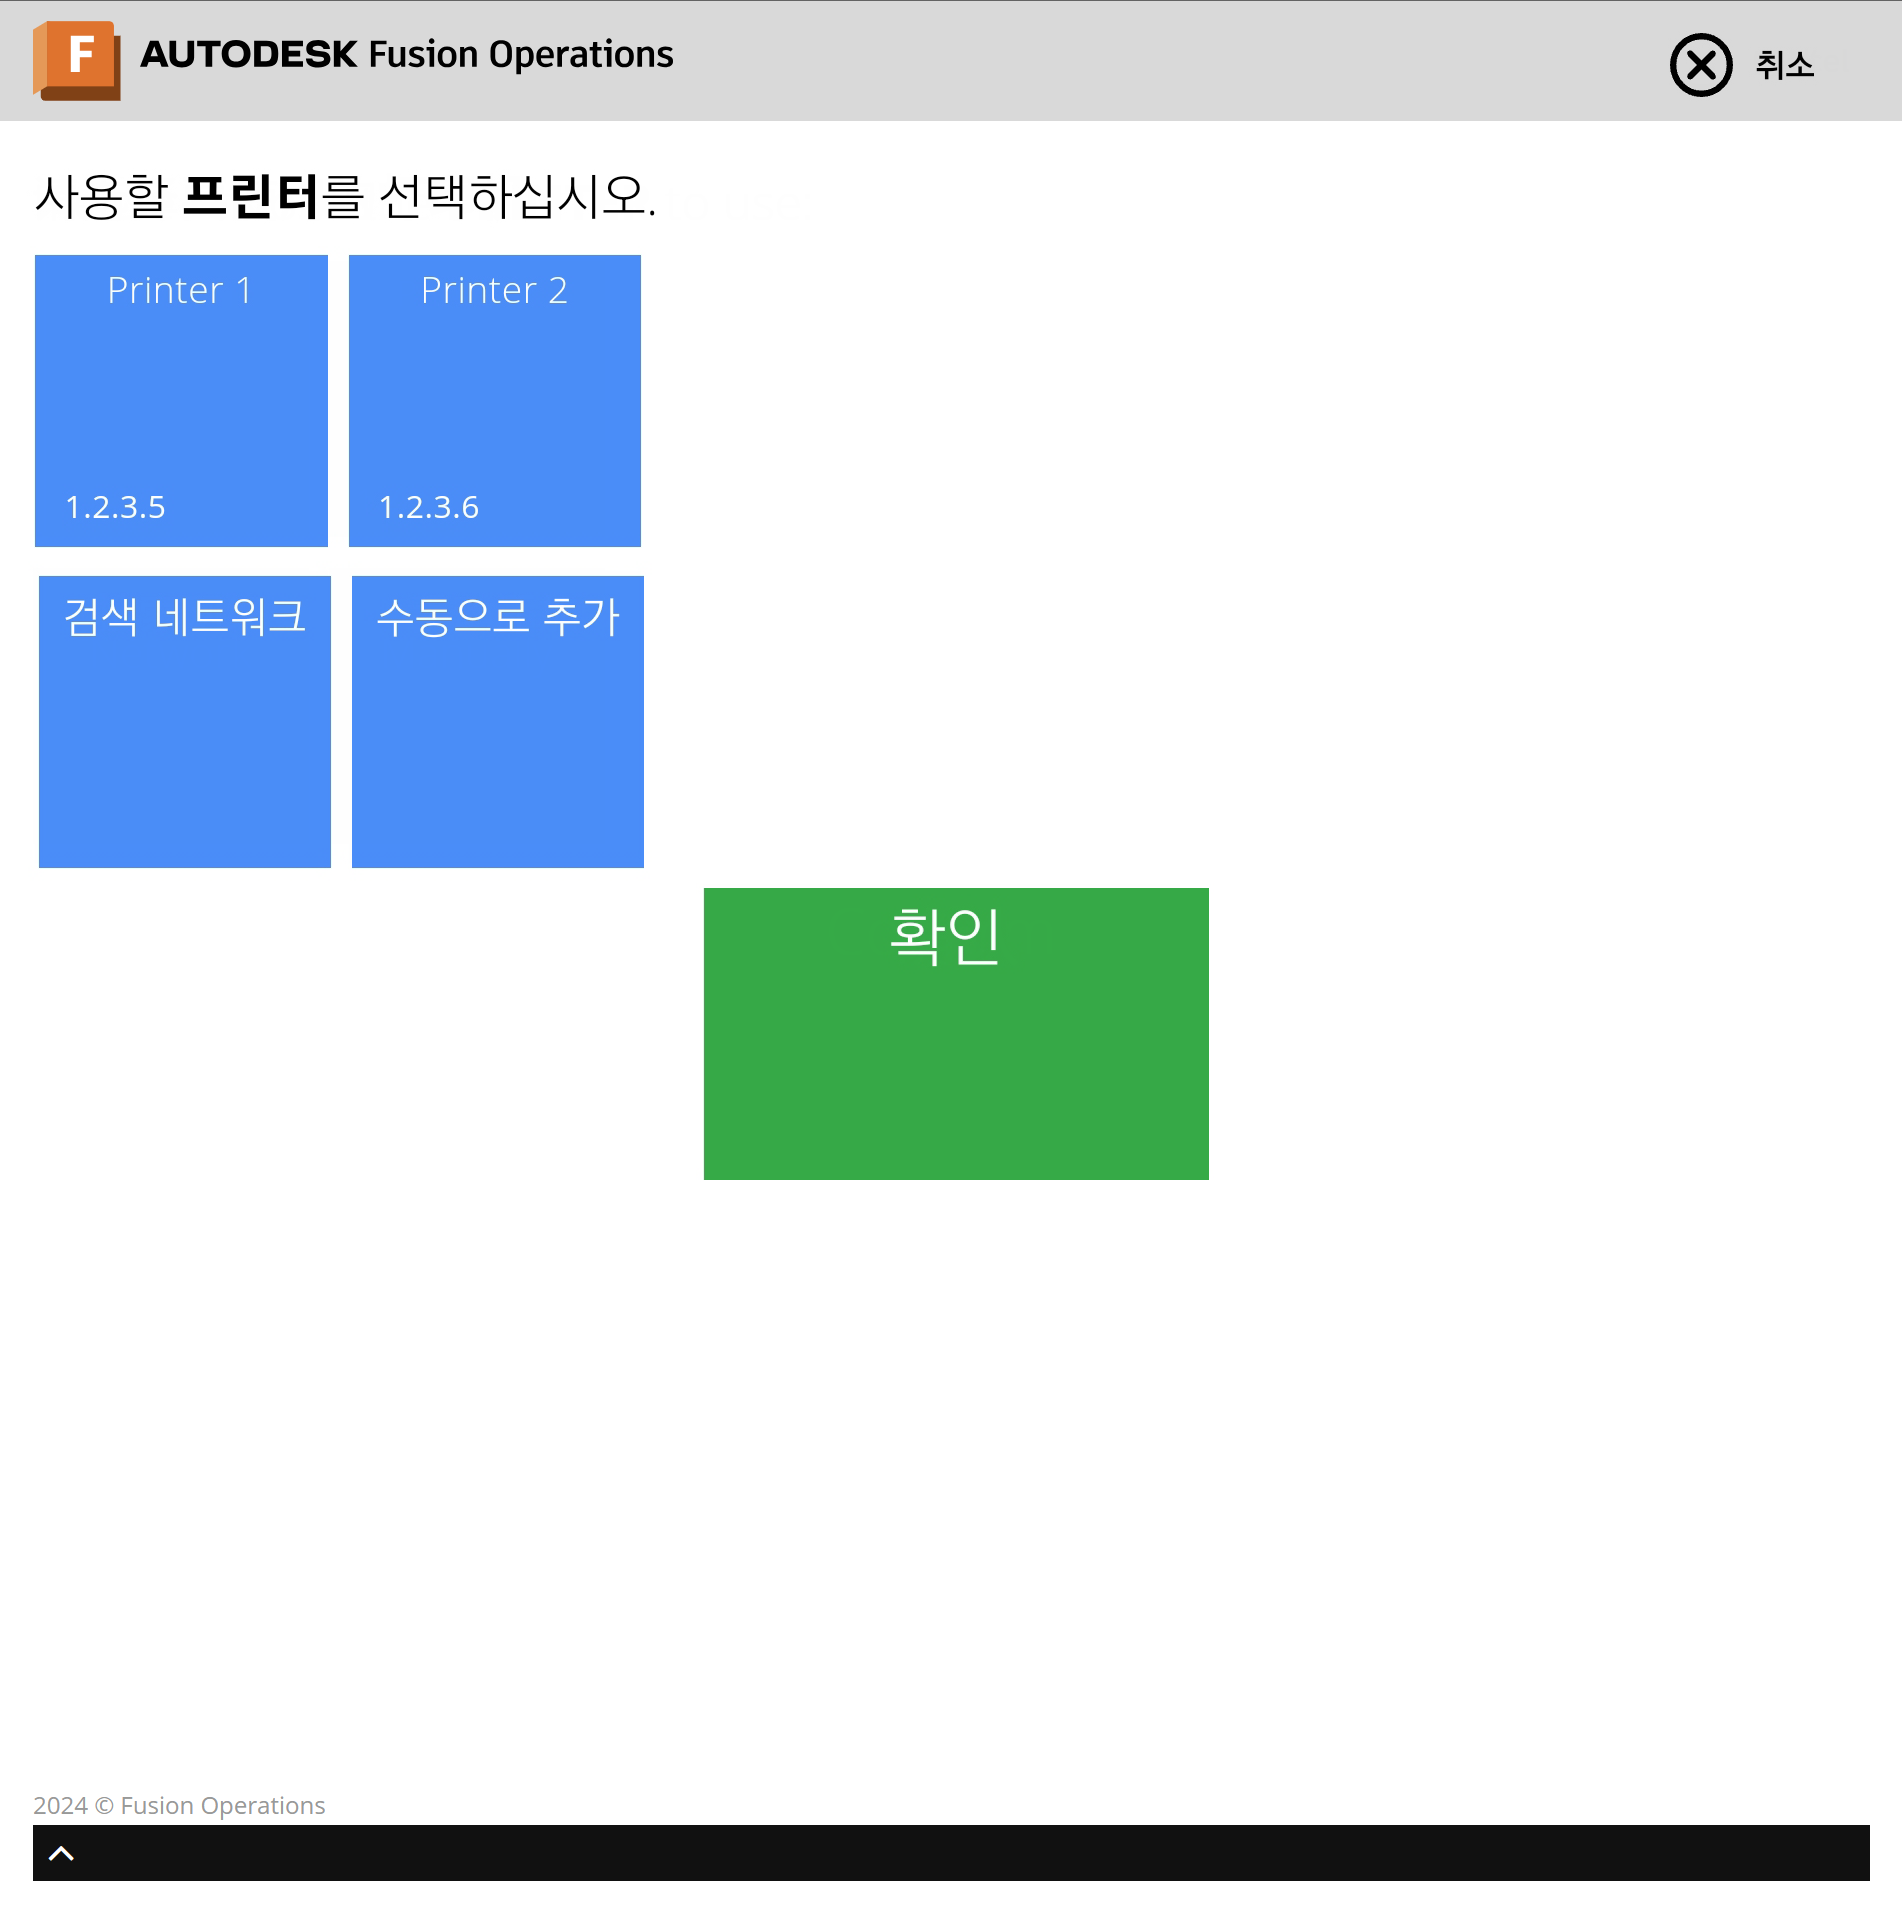 F
AUTODESK Fusion Operations
취소
사용할 프린터를 선택하십시오.
Printer 1
Printer 2
1.2.3.5
1.2.3.6
검색 네트워크
수동으로 추가
확인
2024 © Fusion Operations